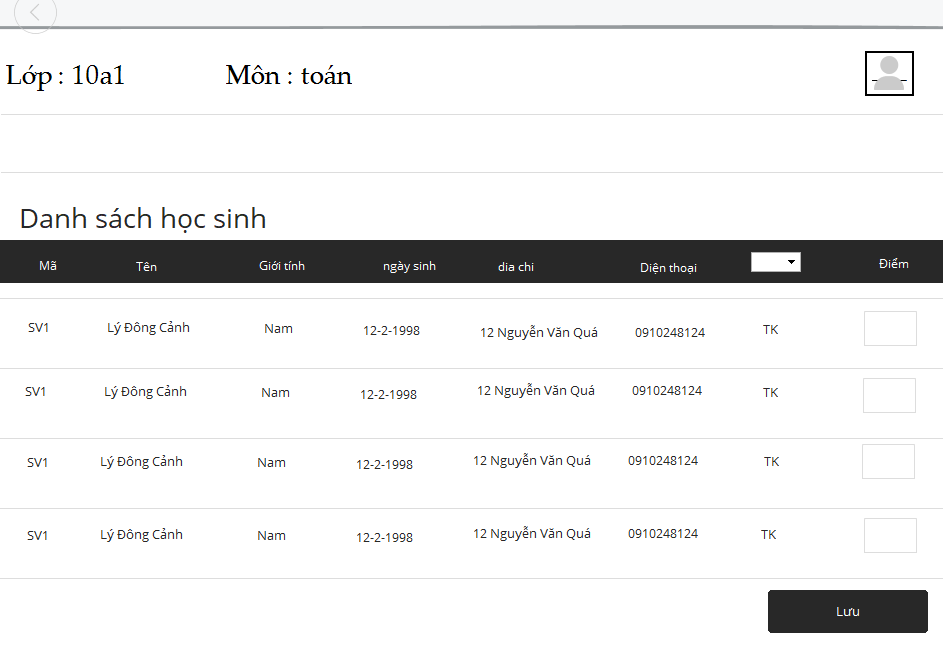 Lớp : 10a1 Môn : toán
Danh sách học sinh
Mã Tên Giới tính ngày sinh dia chi Diện thoại Điểm
SV1 Lý Đông Cảnh Nam 12-2-1998 12 Nguyễn Văn Quá 0910248124 TK
SV1 Lý Đông Cảnh Nam 12-2-1998 12 Nguyễn Văn Quá 0910248124 TK
SV1 Lý Đông Cảnh Nam 12-2-1998 12 Nguyễn Văn Quá 0910248124 TK
SV1 Lý Đông Cảnh Nam 12-2-1998 12 Nguyễn Văn Quá 0910248124 TK
Lưu